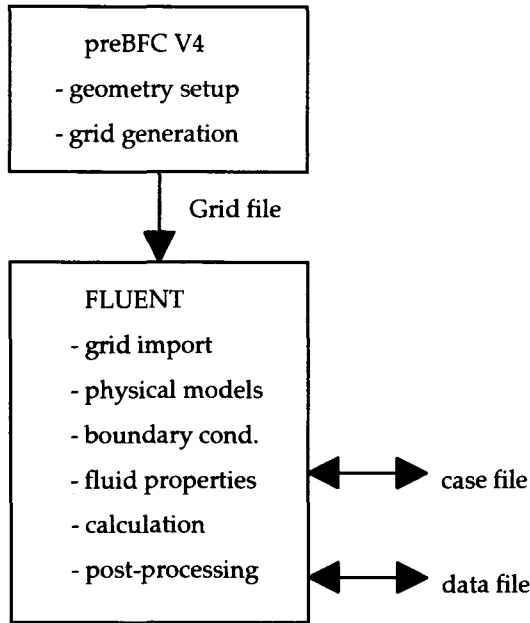 preBFC V4
- geometry setup
- grid generation
Grid file
FLUENT
- grid import
- physical models
- boundary cond.
- fluid properties
- calculation
- post-processing
case file
data file